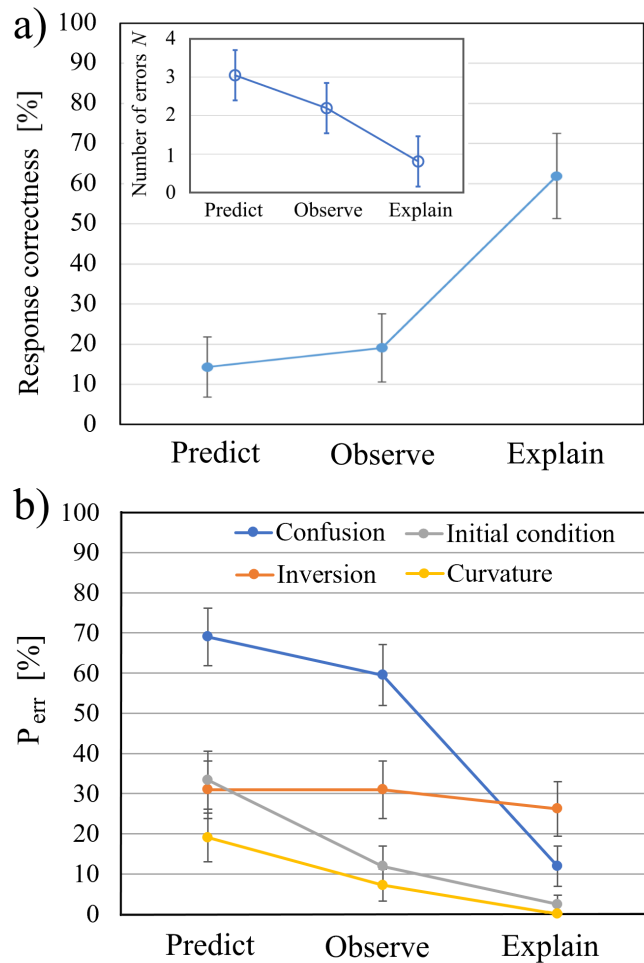 a)
Response correctness [%]
100
90
80
70
60
50
40
30
20
10
0
Number of errors N
4
3
2
1
0
Predict Observe Explain
Predict Observe Explain
b)
P_err [%]
100
90
80
70
60
50
40
30
20
10
0
Confusion Initial condition
Inversion Curvature
Predict Observe Explain